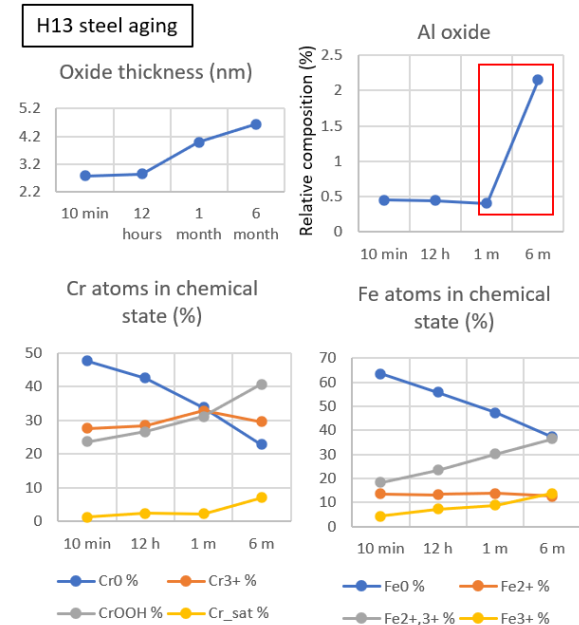 H13 steel aging
Oxide thickness (nm)
5.2
4.2
3.2
2.2
10 min 12 hours 1 month 6 month
Al oxide
Relative composition (%)
2.5
2
1.5
1
0.5
0
10 min 12 h 1 m 6 m
Cr atoms in chemical
state (%)
50
40
30
20
10
0
10 min 12 h 1 m 6 m
Cr0 % Cr3+ %
CrOOH % Cr_sat %
Fe atoms in chemical
state (%)
70
60
50
40
30
20
10
0
10 min 12 h 1 m 6 m
Fe0 % Fe2+ %
Fe2+,3+ % Fe3+ %